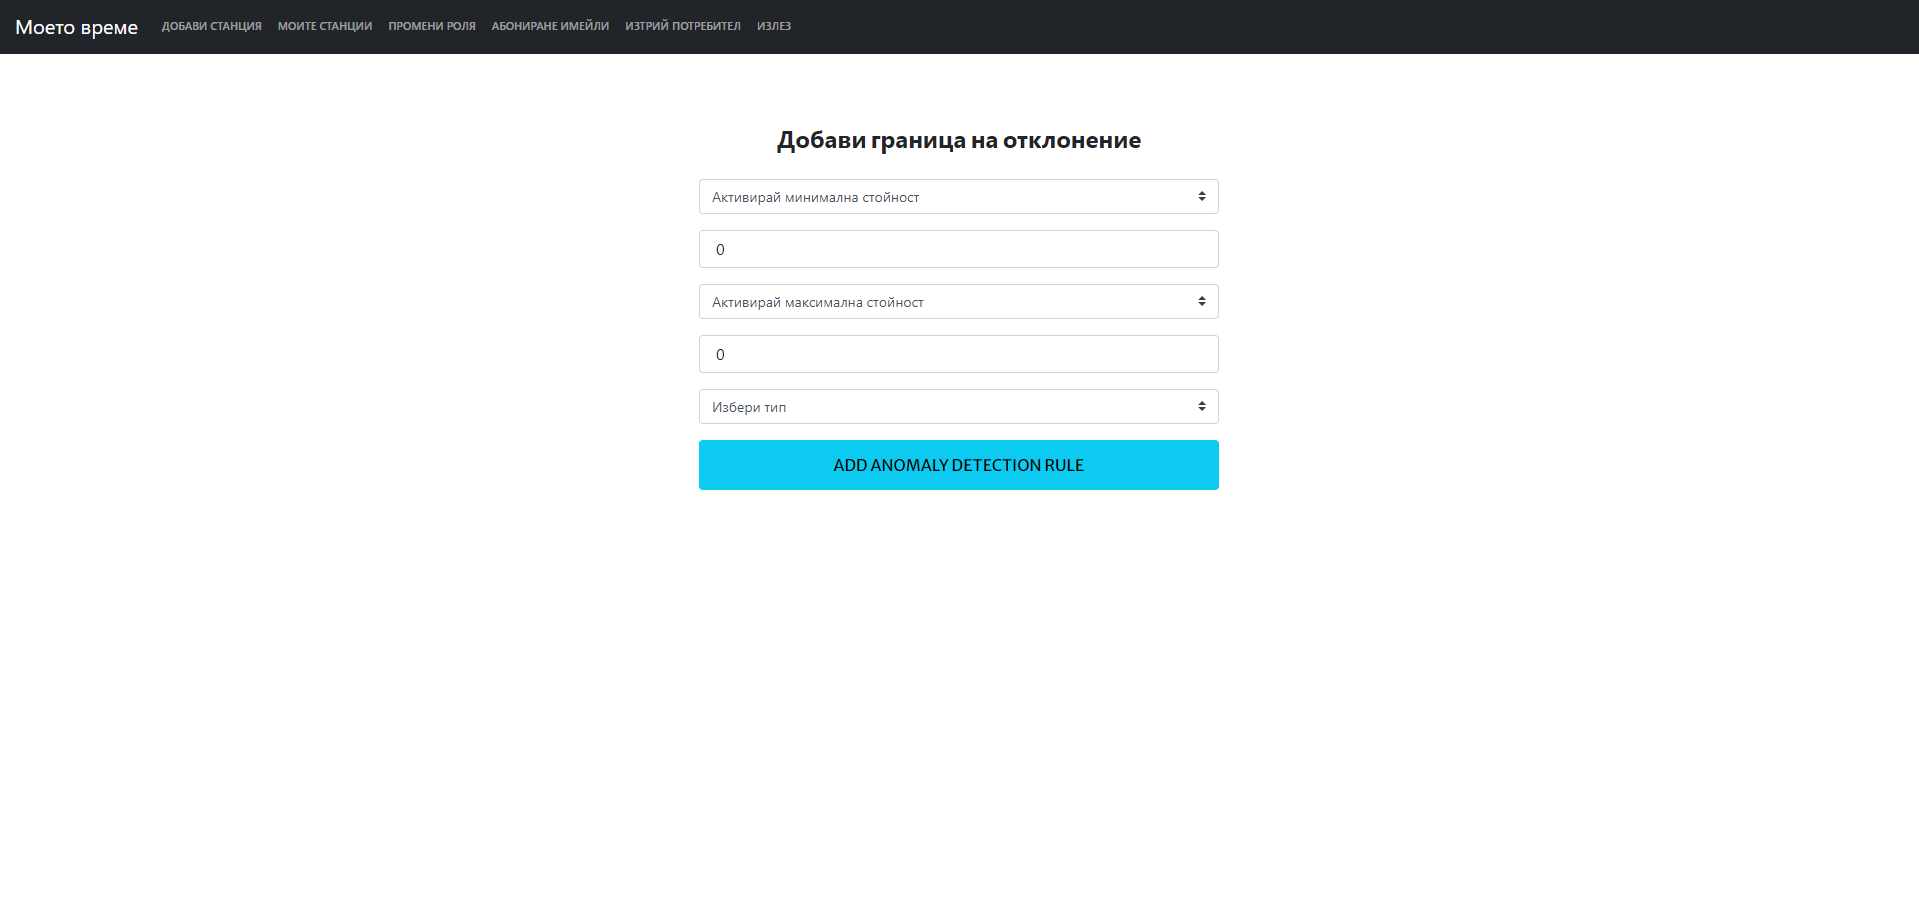 Моето време ДОБАВИ СТАНЦИЯ МОИТЕ СТАНЦИИ ПРОМЕНИ РОЛЯ АБОНИРАНЕ ИМЕЙЛИ ИЗТРИЙ ПОТРЕБИТЕЛ ИЗЛЕЗ
Добави граница на отклонение
Активирай минимална стойност
0
Активирай максимална стойност
0
Избери тип
ADD ANOMALY DETECTION RULE